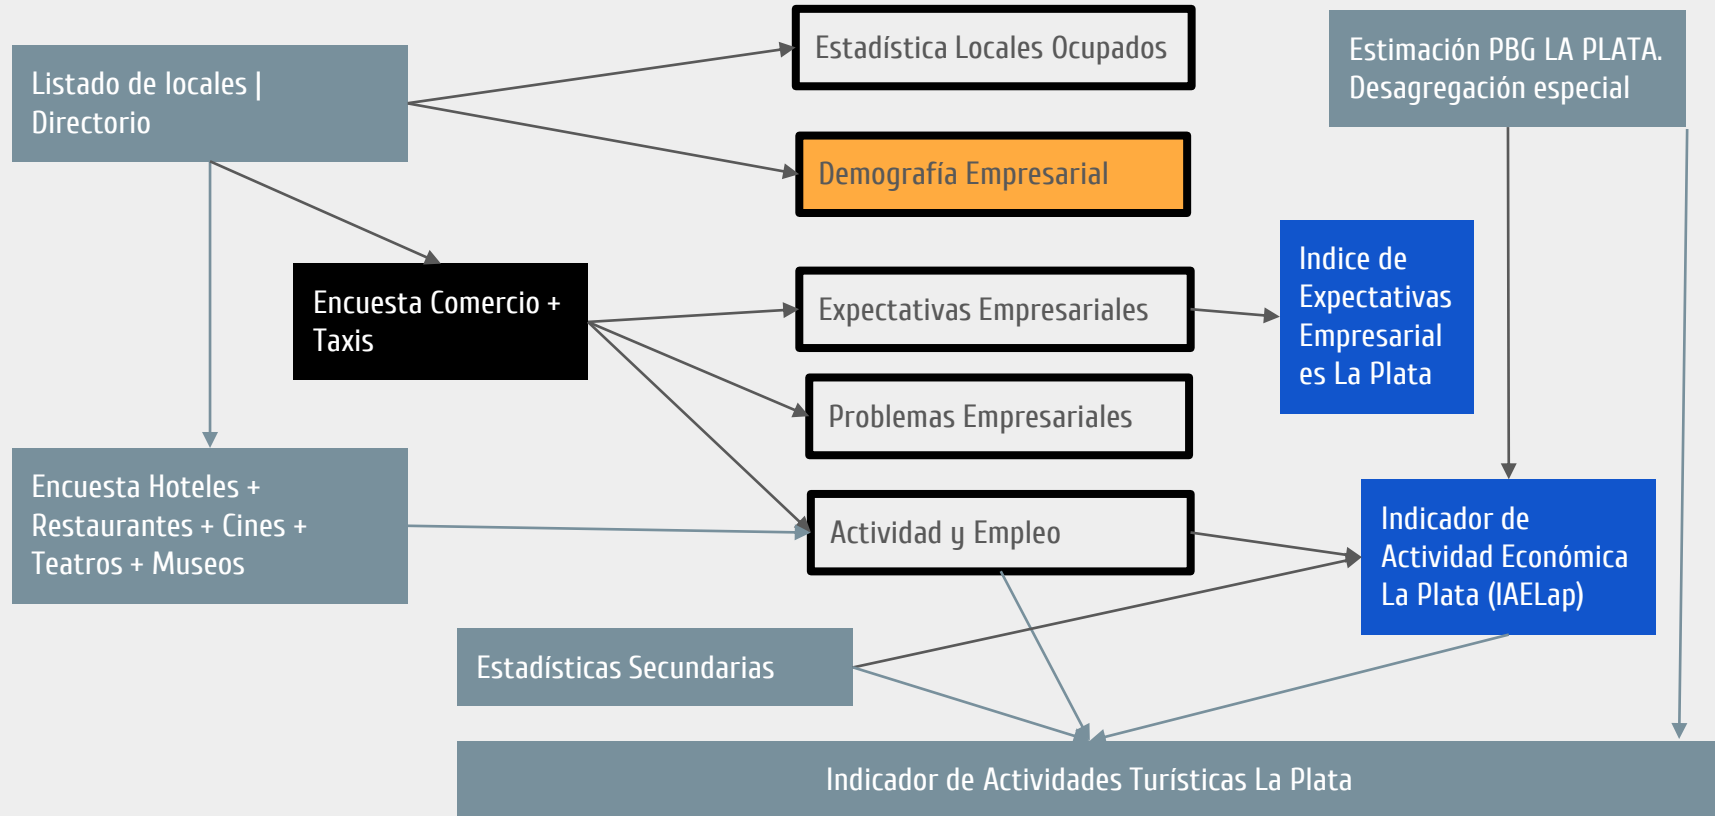 Listado de locales |
Directorio
Estadística Locales Ocupados
Estimación PBG LA PLATA.
Desagregación especial
Demografía Empresarial
Encuesta Comercio +
Taxis
Expectativas Empresariales
Indice de
Expectativas
Empresarial
es La Plata
Problemas Empresariales
Encuesta Hoteles +
Restaurantes + Cines +
Teatros + Museos
Actividad y Empleo
Indicador de
Actividad Económica
La Plata (IAELap)
Estadísticas Secundarias
Indicador de Actividades Turísticas La Plata